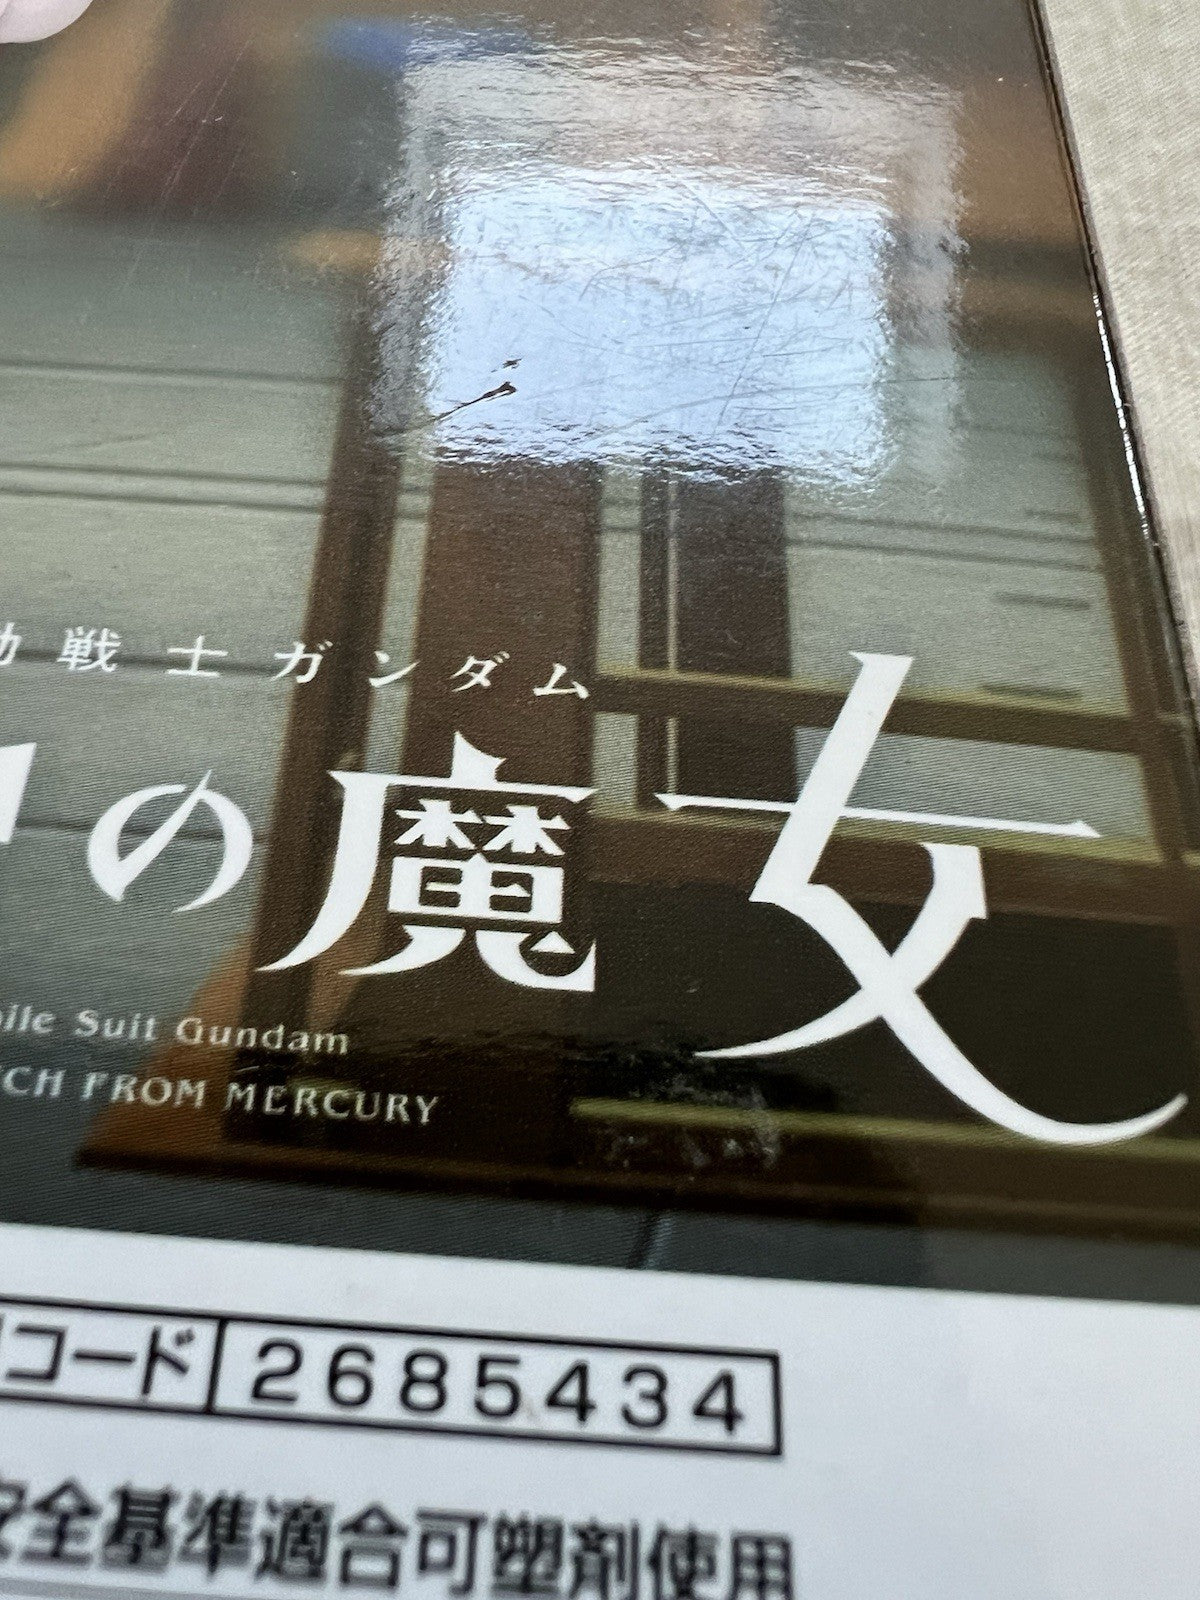 動戦士ガンダム
の魔女
bile Suit Gundam
TCH FROM MERCURY
コード 2685434
安全基準適合可塑剤使用